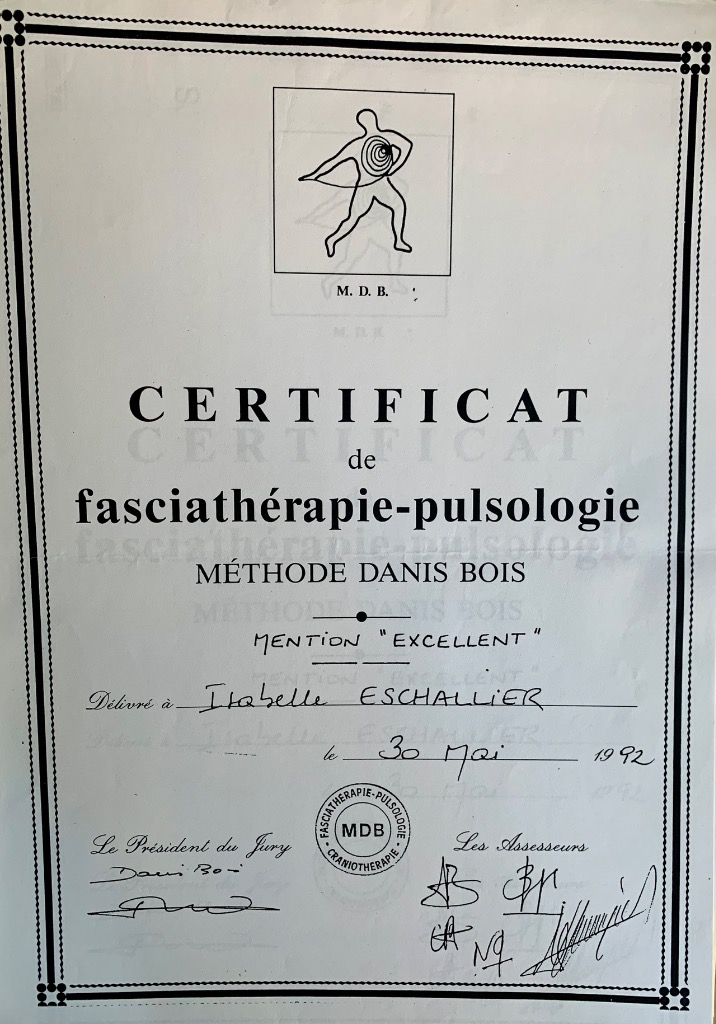 M. D. B.
CERTIFICAT
de
fasciathérapie-pulsologie
MÉTHODE DANIS BOIS
MENTION "EXCELLENT"
Délivré à Isabelle ESCHALLIER
le 30 Mai 1992
FASCIATHÉRAPIE-PULSOLOGIE
MDB
CRANIOTHERAPIE
Le Président du Jury
Les Assesseurs
Danis Bois